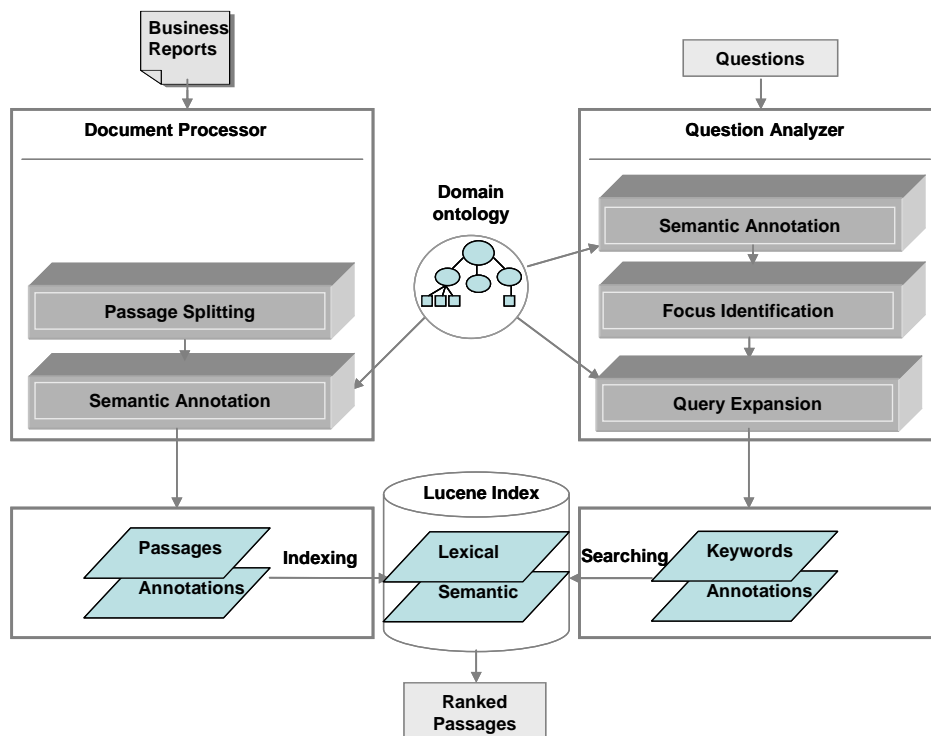 Business
Reports
Questions
Document Processor
Question Analyzer
Domain
ontology
Semantic Annotation
Passage Splitting
Focus Identification
Semantic Annotation
Query Expansion
Lucene Index
Passages
Annotations
Indexing
Lexical
Semantic
Searching
Keywords
Annotations
Ranked
Passages